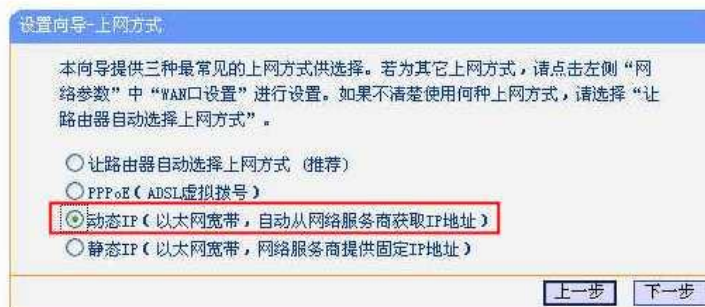 设置向导-上网方式
本向导提供三种最常见的上网方式供选择。若为其它上网方式，请点击左侧“网
络参数”中“WAN口设置”进行设置。如果不清楚使用何种上网方式，请选择“让
路由器自动选择上网方式”。
让路由器自动选择上网方式（推荐）
PPPoE（ADSL虚拟拨号）
动态IP（以太网宽带，自动从网络服务商获取IP地址）
静态IP（以太网宽带，网络服务商提供固定IP地址）
上一步 下一步